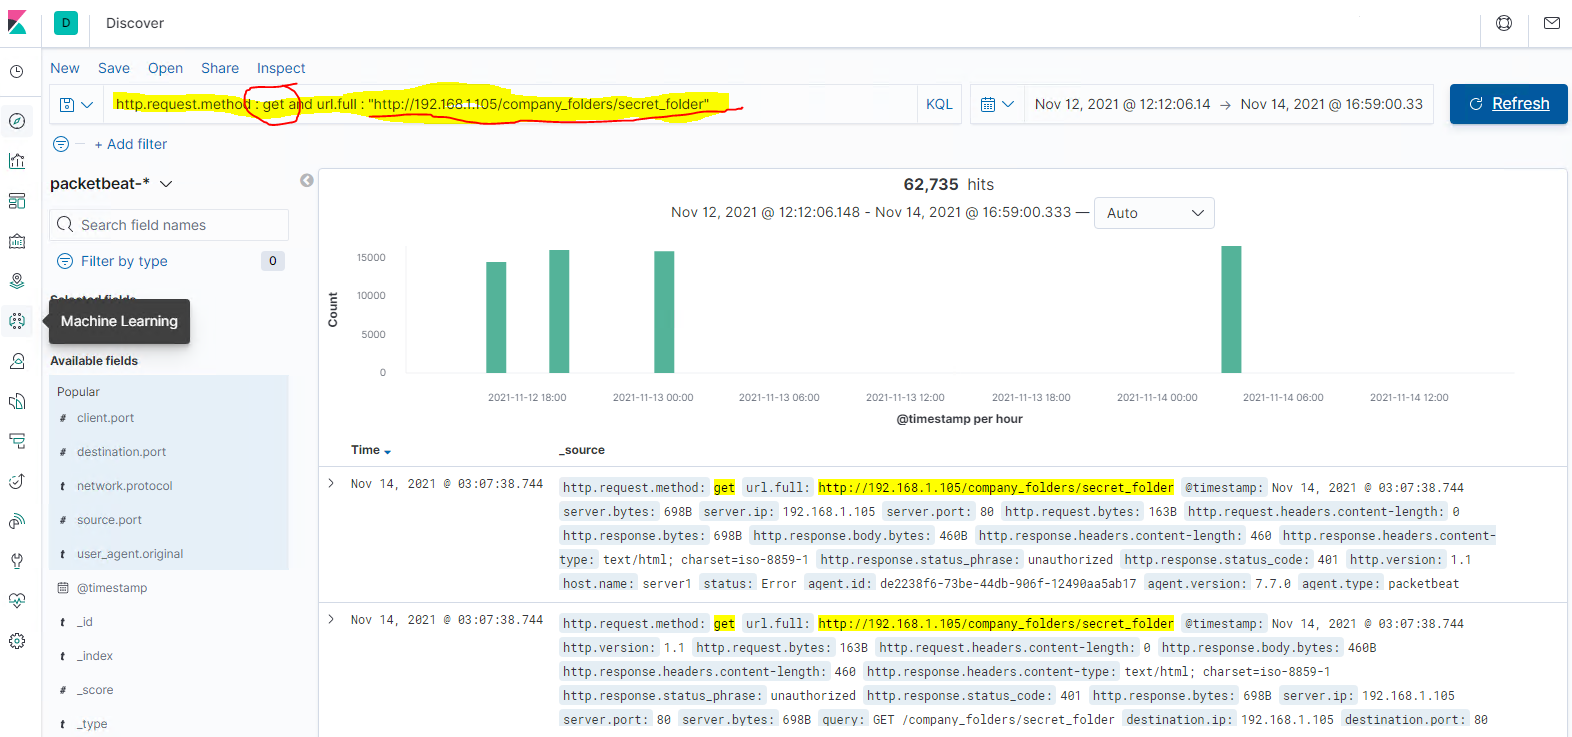 D Discover
New Save Open Share Inspect
http.request.method : get and url.full : "http://192.168.1.105/company_folders/secret_folder" KQL Nov 12, 2021 @ 12:12:06.14 → Nov 14, 2021 @ 16:59:00.33 Refresh
+ Add filter
packetbeat-*
Search field names
Filter by type 0
Selected fields
Machine Learning
Available fields
Popular
# client.port
# destination.port
t network.protocol
# source.port
t user_agent.original
@timestamp
t _id
t _index
# _score
t _type
62,735 hits
Nov 12, 2021 @ 12:12:06.148 - Nov 14, 2021 @ 16:59:00.333 — Auto
Count
15000
10000
5000
0
2021-11-12 18:00 2021-11-13 00:00 2021-11-13 06:00 2021-11-13 12:00 2021-11-13 18:00 2021-11-14 00:00 2021-11-14 06:00 2021-11-14 12:00
@timestamp per hour
Time _source
Nov 14, 2021 @ 03:07:38.744 http.request.method: get url.full: http://192.168.1.105/company_folders/secret_folder @timestamp: Nov 14, 2021 @ 03:07:38.744
server.bytes: 698B server.ip: 192.168.1.105 server.port: 80 http.request.bytes: 163B http.request.headers.content-length: 0
http.response.bytes: 698B http.response.body.bytes: 460B http.response.headers.content-length: 460 http.response.headers.content-
type: text/html; charset=iso-8859-1 http.response.status_phrase: unauthorized http.response.status_code: 401 http.version: 1.1
host.name: server1 status: Error agent.id: de2238f6-73be-44db-906f-12490aa5ab17 agent.version: 7.7.0 agent.type: packetbeat
Nov 14, 2021 @ 03:07:38.744 http.request.method: get url.full: http://192.168.1.105/company_folders/secret_folder @timestamp: Nov 14, 2021 @ 03:07:38.744
http.version: 1.1 http.request.bytes: 163B http.request.headers.content-length: 0 http.response.body.bytes: 460B
http.response.headers.content-length: 460 http.response.headers.content-type: text/html; charset=iso-8859-1
http.response.status_phrase: unauthorized http.response.status_code: 401 http.response.bytes: 698B server.ip: 192.168.1.105
server.port: 80 server.bytes: 698B query: GET /company_folders/secret_folder destination.ip: 192.168.1.105 destination.port: 80